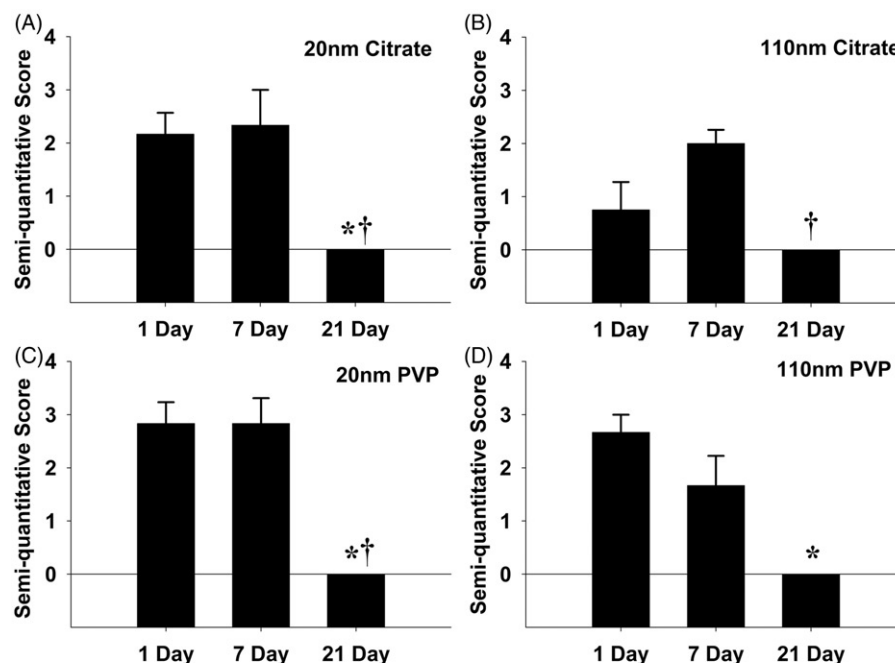 (A)
20nm Citrate
Semi-quantitative Score
4
3
2
1
0
*†
1 Day 7 Day 21 Day
(B)
110nm Citrate
Semi-quantitative Score
4
3
2
1
0
†
1 Day 7 Day 21 Day
(C)
20nm PVP
Semi-quantitative Score
4
3
2
1
0
*†
1 Day 7 Day 21 Day
(D)
110nm PVP
Semi-quantitative Score
4
3
2
1
0
*
1 Day 7 Day 21 Day